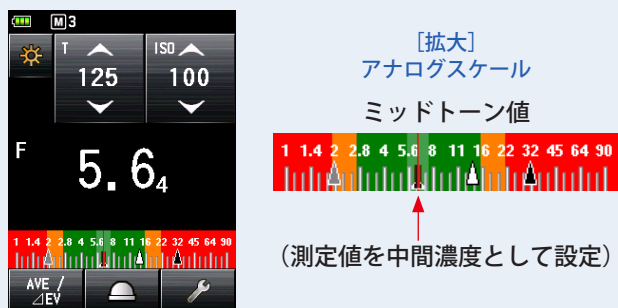 M 3
T
125
ISO
100
F
5.64
1 1.4 2 2.8 4 5.6 8 11 16 22 32 45 64 90
AVE /
⊿EV
[拡大]
アナログスケール
ミッドトーン値
1 1.4 2 2.8 4 5.6 8 11 16 22 32 45 64 90
(測定値を中間濃度として設定)